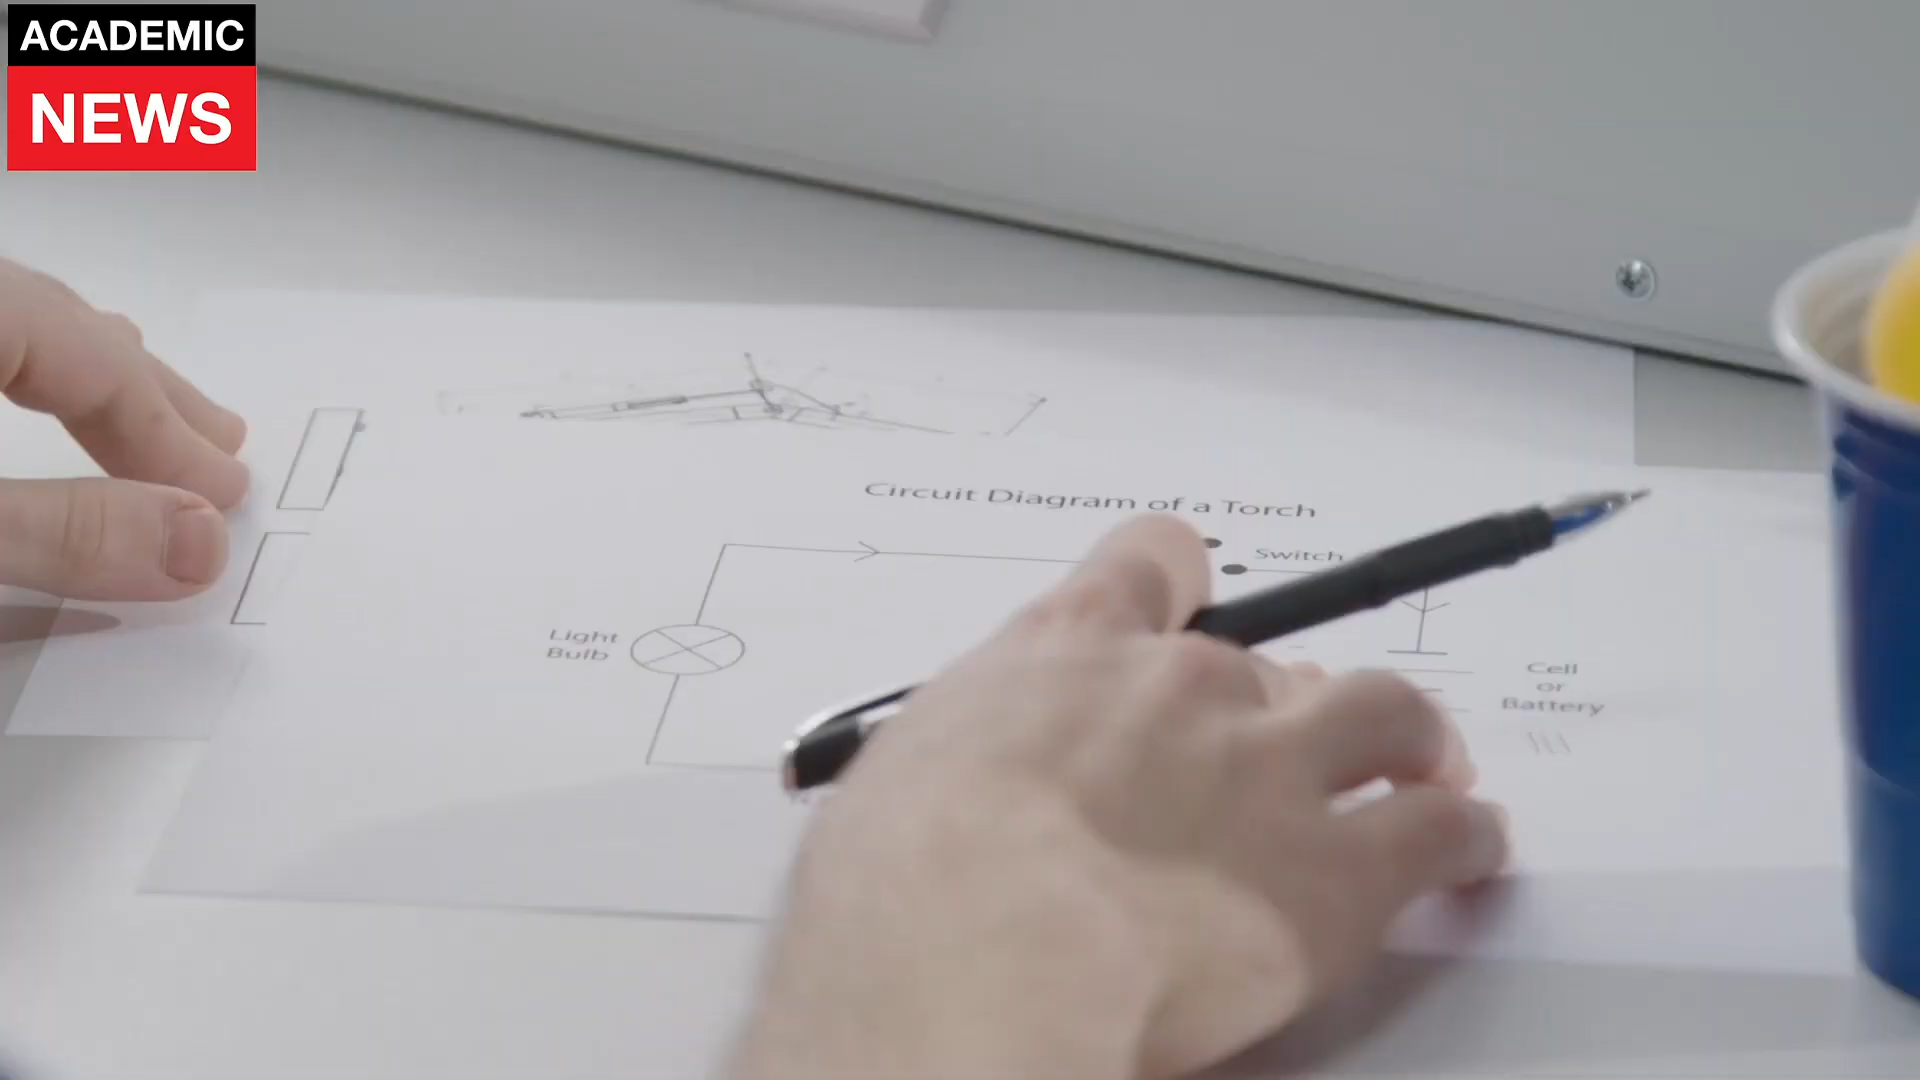 ACADEMIC
NEWS
Circuit Diagram of a Torch
Switch
Light
Bulb
Cell
or
Battery